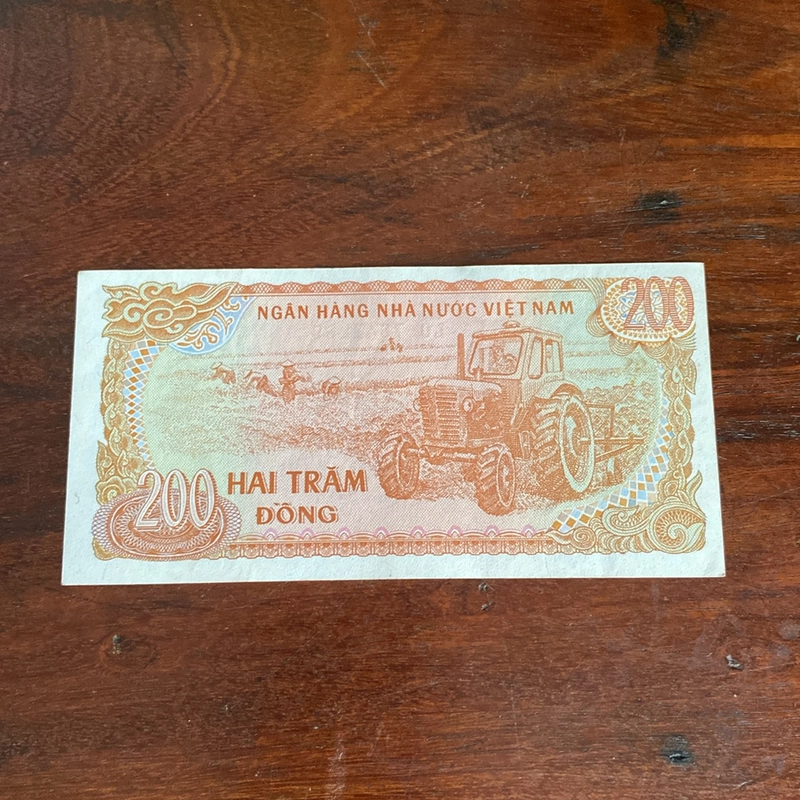 NGÂN HÀNG NHÀ NƯỚC VIỆT NAM
200
200
HAI TRĂM
ĐỒNG